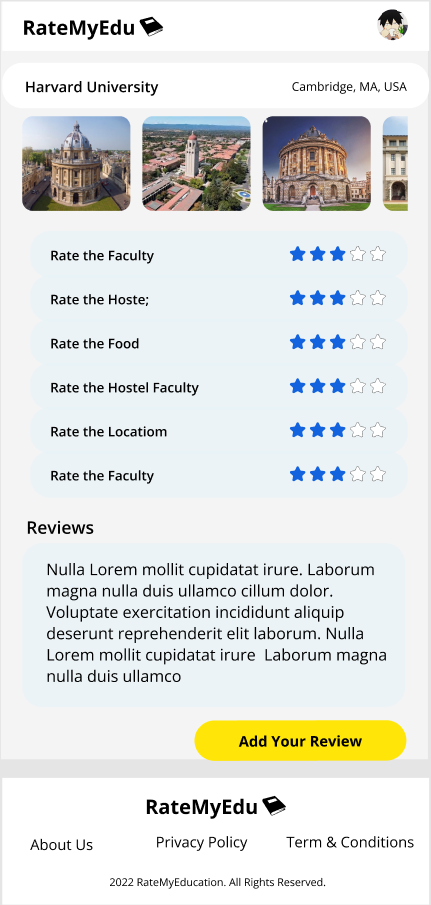 RateMyEdu
Harvard University
Cambridge, MA, USA
Rate the Faculty
Rate the Hoste;
Rate the Food
Rate the Hostel Faculty
Rate the Locatiom
Rate the Faculty
Reviews
Nulla Lorem mollit cupidatat irure. Laborum
magna nulla duis ullamco cillum dolor.
Voluptate exercitation incididunt aliquip
deserunt reprehenderit elit laborum. Nulla
Lorem mollit cupidatat irure  Laborum magna
nulla duis ullamco
Add Your Review
RateMyEdu
About Us
Privacy Policy
Term & Conditions
2022 RateMyEducation. All Rights Reserved.